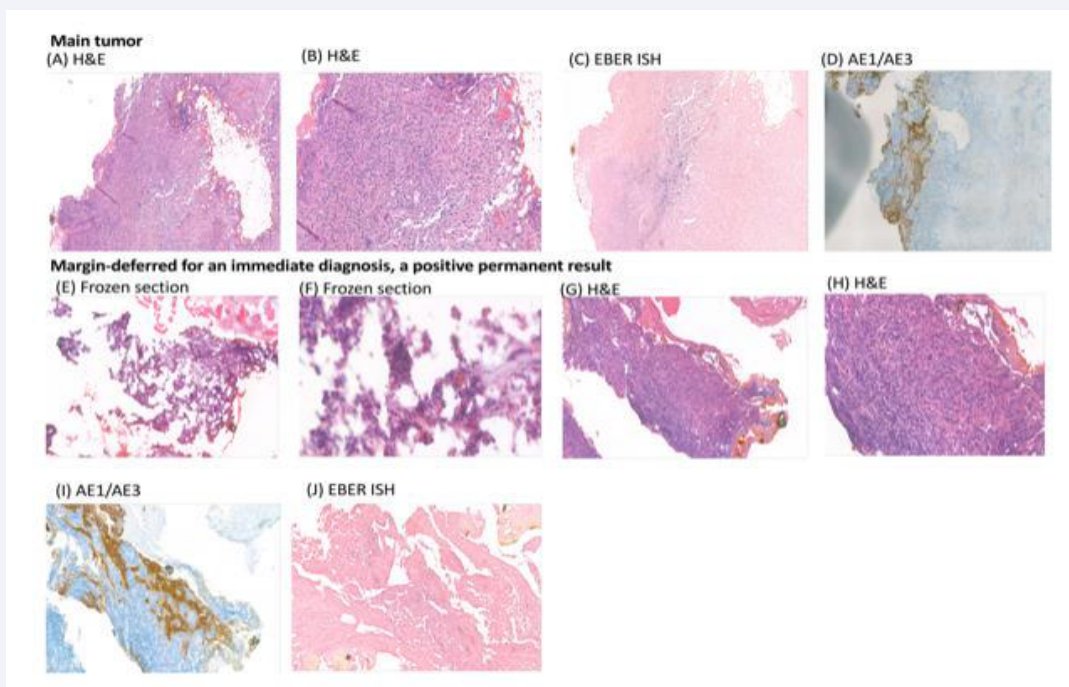 Main tumor
(A) H&E
(B) H&E
(C) EBER ISH
(D) AE1/AE3
Margin-deferred for an immediate diagnosis, a positive permanent result
(E) Frozen section
(F) Frozen section
(G) H&E
(H) H&E
(I) AE1/AE3
(J) EBER ISH